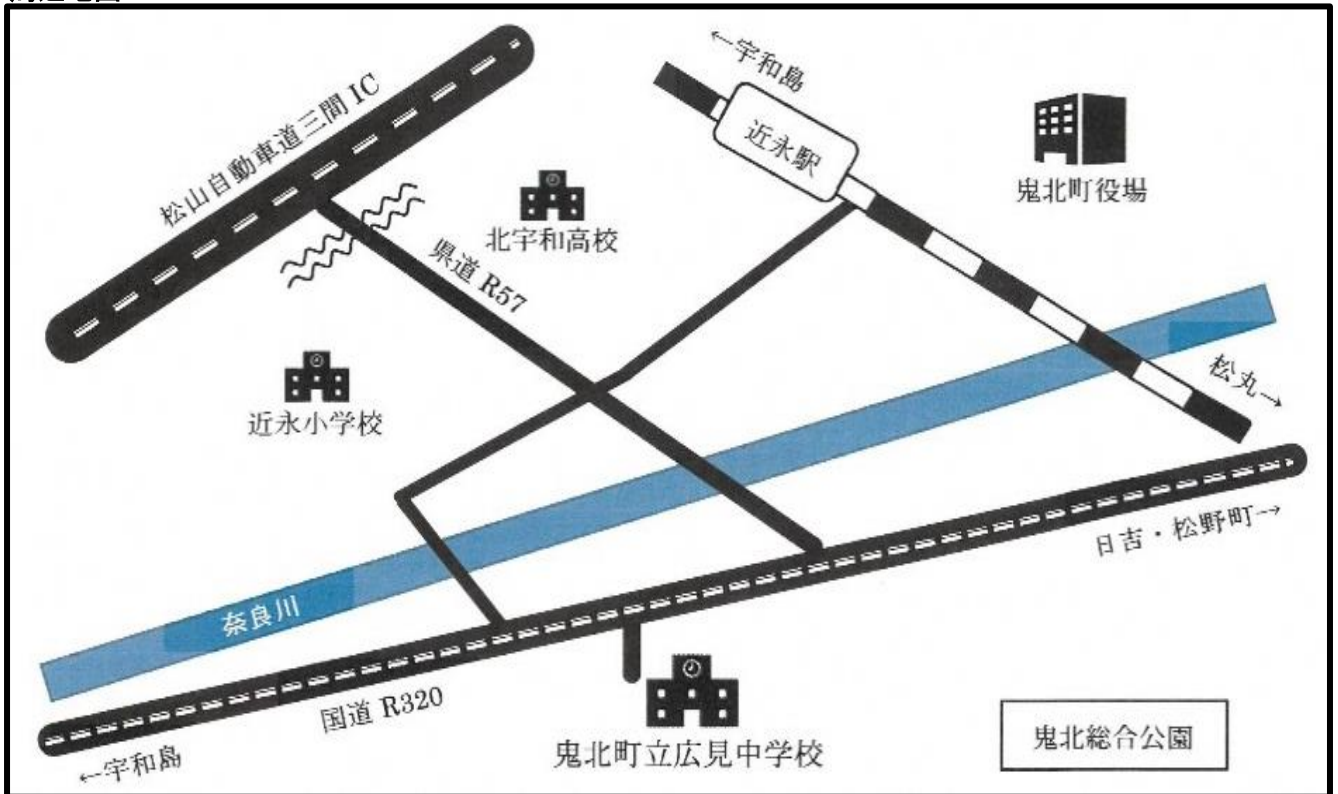 ←宇和島
松山自動車道三間 IC
近永駅
鬼北町役場
北宇和高校
県道 R57
近永小学校
松丸→
日吉・松野町→
奈良川
国道 R320
鬼北町立広見中学校
鬼北総合公園
←宇和島